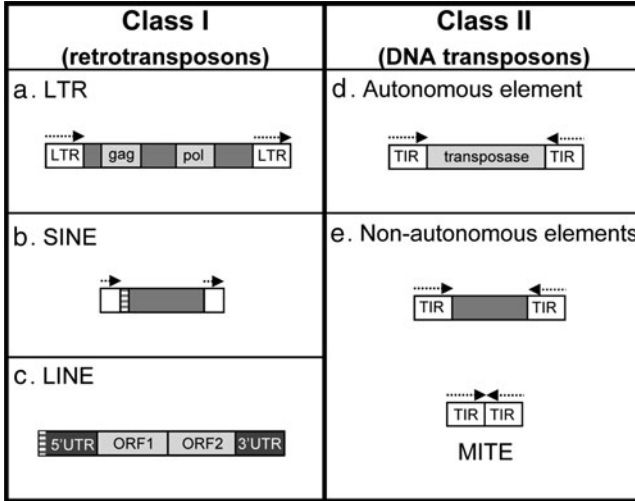 Class I
(retrotransposons)
a. LTR
LTR gag pol LTR
b. SINE
c. LINE
5'UTR ORF1 ORF2 3'UTR
Class II
(DNA transposons)
d. Autonomous element
TIR transposase TIR
e. Non-autonomous elements
TIR TIR
TIR TIR
MITE